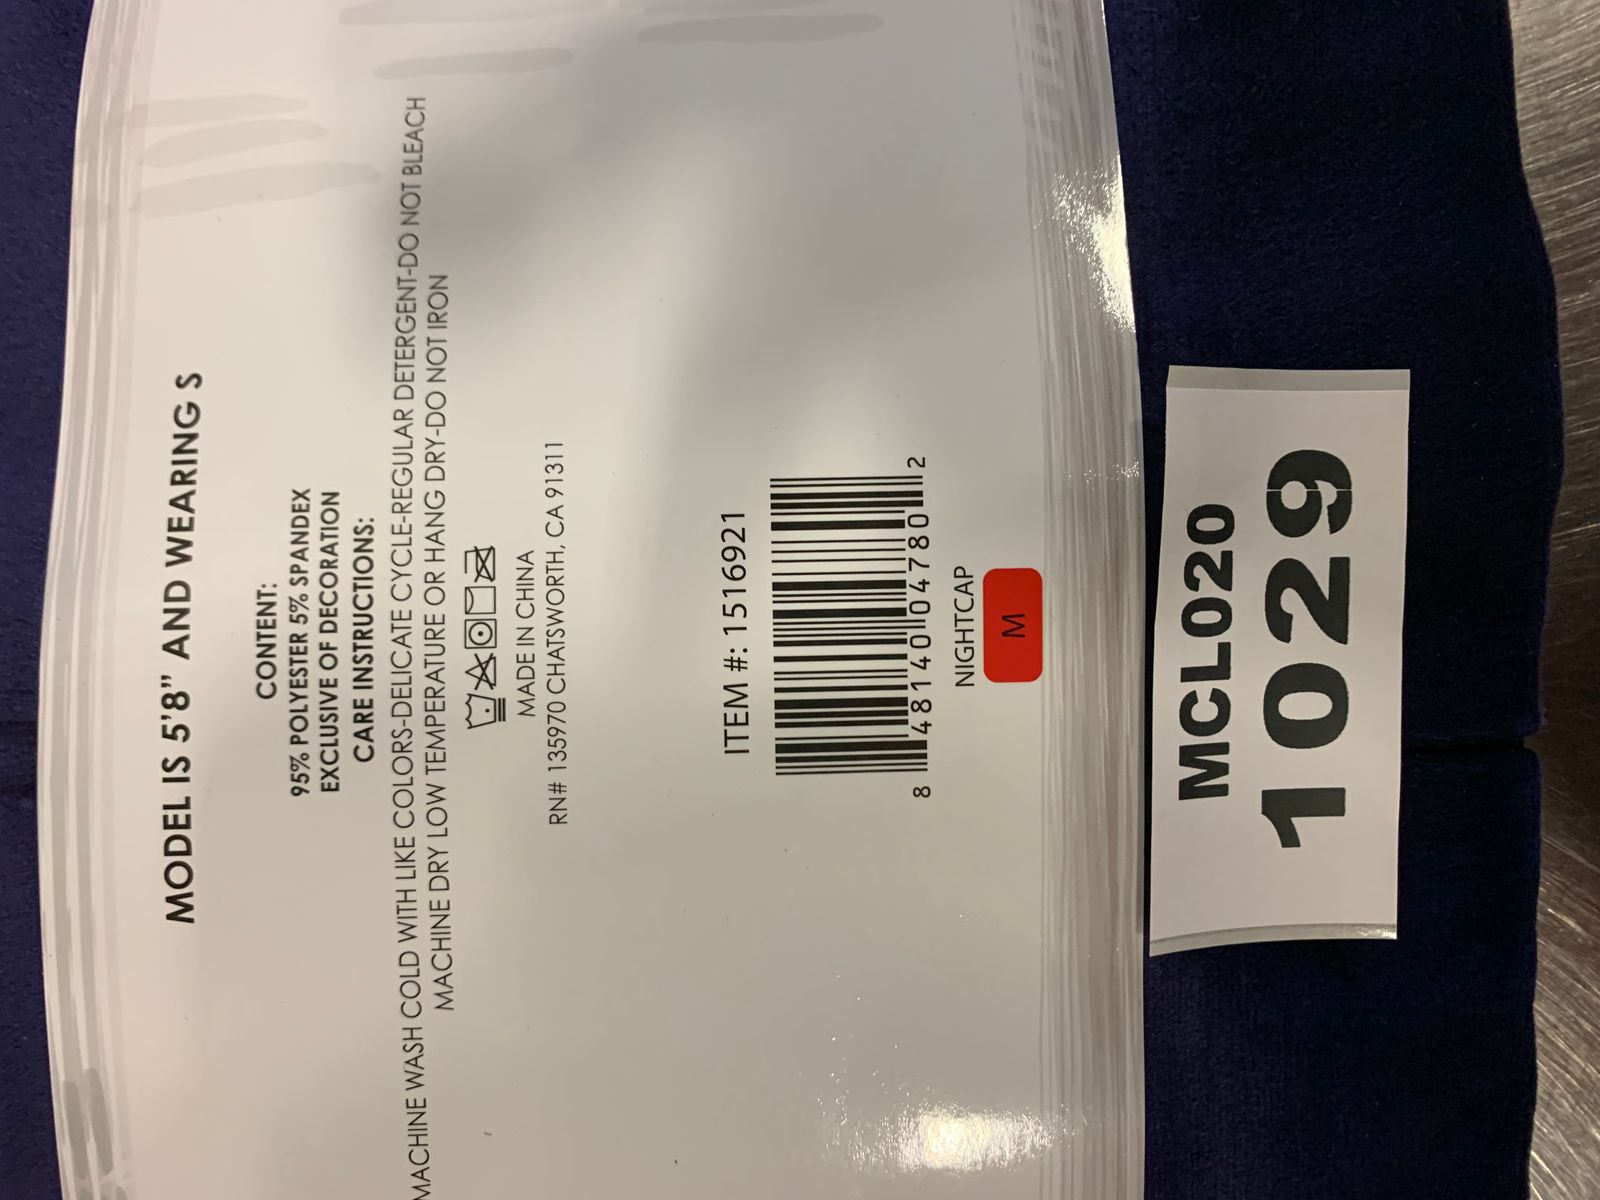 MODEL IS 5'8" AND WEARING S
CONTENT:
95% POLYESTER 5% SPANDEX
EXCLUSIVE OF DECORATION
CARE INSTRUCTIONS:
MACHINE WASH COLD WITH LIKE COLORS-DELICATE CYCLE-REGULAR DETERGENT-DO NOT BLEACH
MACHINE DRY LOW TEMPERATURE OR HANG DRY-DO NOT IRON
MADE IN CHINA
RN# 135970 CHATSWORTH, CA 91311
ITEM #: 1516921
8 48140 04780 2
NIGHTCAP
M
MCL020
1029